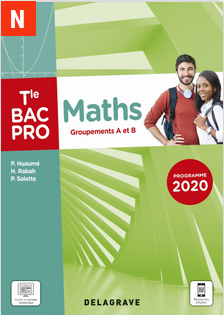 N
Tle
BAC
PRO
Maths
Groupements A et B
P. Huaumé
H. Rabah
P. Salette
PROGRAMME
2020
DELAGRAVE